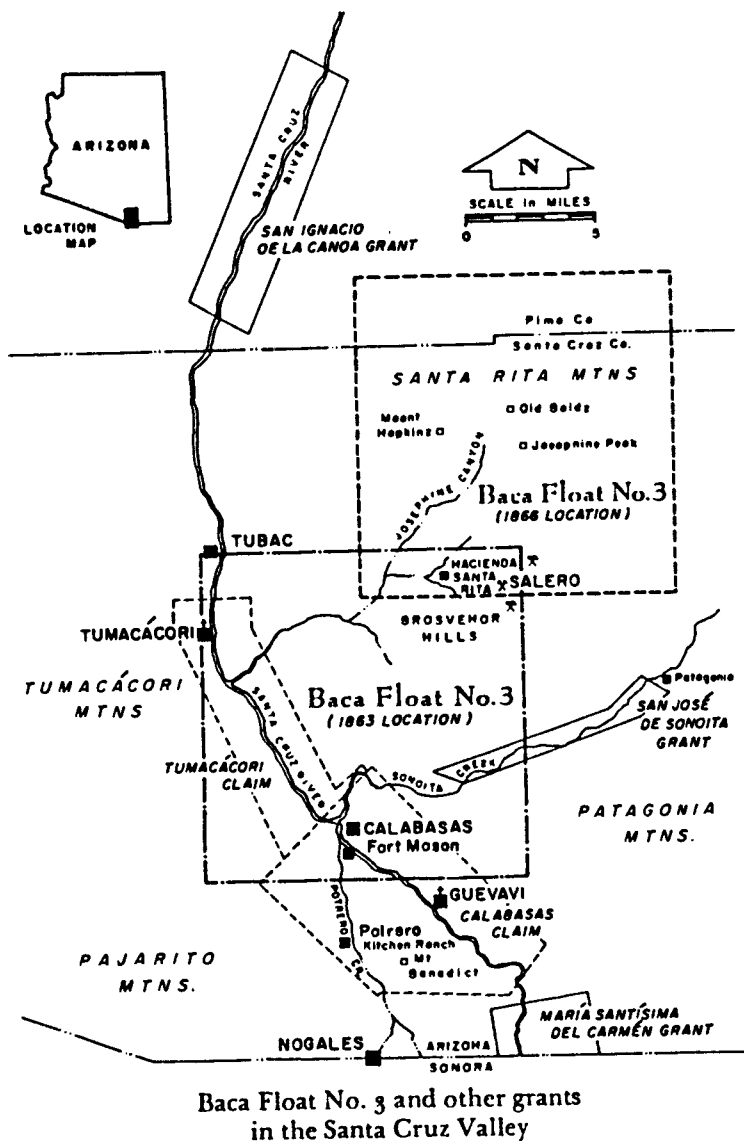 ARIZONA
LOCATION
MAP
SANTA CRUZ
RIVER
SAN IGNACIO
DE LA CANOA GRANT
N
SCALE in MILES
0 5
Pima Co
Santa Cruz Co.
SANTA RITA MTNS
Old Baldy
Mount
Hopkins
Josephine Peak
JOSEPHINE CANYON
Baca Float No.3
(1866 LOCATION)
TUBAC
HACIENDA
SANTA
RITA
SALERO
GROSVENOR
HILLS
TUMACÁCORI
TUMACÁCORI
MTNS
SANTA CRUZ RIVER
Baca Float No.3
(1863 LOCATION)
Patagonia
SAN JOSÉ
DE SONOITA
GRANT
SONOITA CREEK
TUMACÁCORI
CLAIM
PATAGONIA
MTNS.
CALABASAS
Fort Mason
GUEVAVI
CALABASAS
CLAIM
POTRERO CR.
Potrero
Kitchen Ranch
Mt
Benedict
PAJARITO
MTNS.
MARÍA SANTÍSIMA
DEL CARMÉN GRANT
NOGALES
ARIZONA
SONORA
Baca Float No. 3 and other grants
in the Santa Cruz Valley